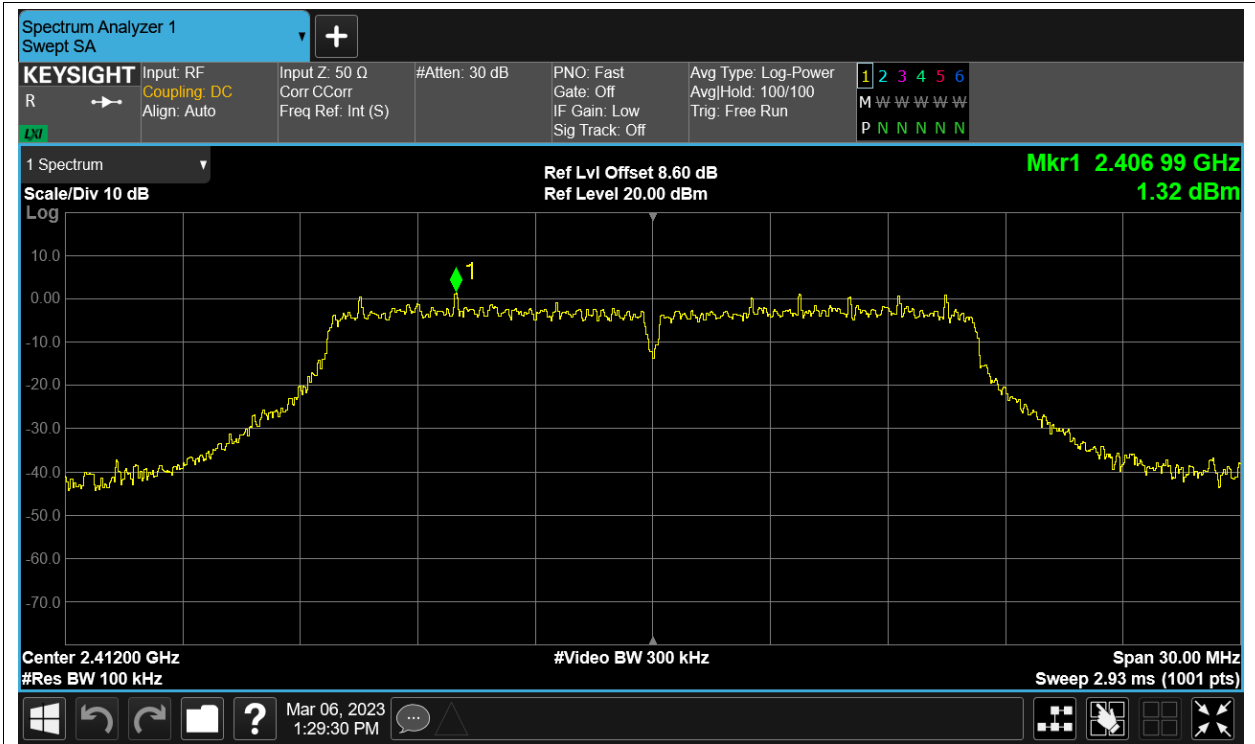 Spectrum Analyzer 1
Swept SA
KEYSIGHT
R
LXI
Input: RF
Coupling: DC
Align: Auto
Input Z: 50 Ω
Corr CCorr
Freq Ref: Int (S)
#Atten: 30 dB
PNO: Fast
Gate: Off
IF Gain: Low
Sig Track: Off
Avg Type: Log-Power
Avg|Hold: 100/100
Trig: Free Run
1 2 3 4 5 6
M W W W W W W
P N N N N N N
1 Spectrum
Scale/Div 10 dB
Log
Ref Lvl Offset 8.60 dB
Ref Level 20.00 dBm
Mkr1 2.406 99 GHz
1.32 dBm
1
10.0
0.00
-10.0
-20.0
-30.0
-40.0
-50.0
-60.0
-70.0
Center 2.41200 GHz
#Res BW 100 kHz
#Video BW 300 kHz
Span 30.00 MHz
Sweep 2.93 ms (1001 pts)
?
Mar 06, 2023
1:29:30 PM